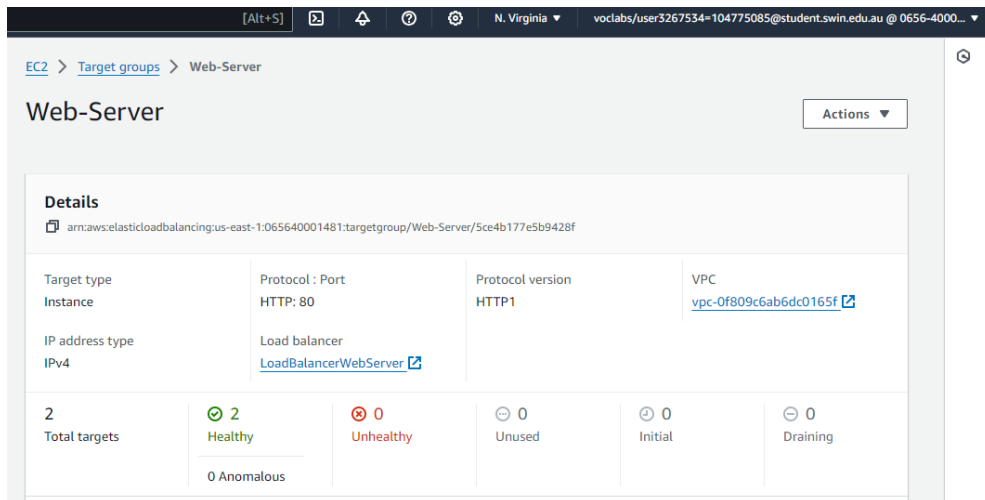 [Alt+S] N. Virginia voclabs/user3267534=104775085@student.swin.edu.au @ 0656-4000...
EC2 Target groups Web-Server
Web-Server
Actions
Details
arn:aws:elasticloadbalancing:us-east-1:065640001481:targetgroup/Web-Server/5ce4b177e5b9428f
Target type Protocol : Port Protocol version VPC
Instance HTTP: 80 HTTP1 vpc-0f809c6ab6dc0165f
IP address type Load balancer
IPv4 LoadBalancerWebServer
2 2 0 0 0 0
Total targets Healthy Unhealthy Unused Initial Draining
0 Anomalous